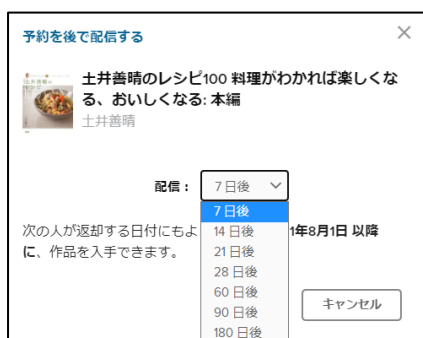 予約を後で配信する
土井善晴のレシピ100 料理がわかれば楽しくな
る、おいしくなる: 本編
土井善晴
配信： 7 日後
7 日後
次の人が返却する日付にもよ
1年8月1日 以降
に、作品を入手できます。
14 日後
21 日後
28 日後
60 日後
90 日後
180 日後
キャンセル